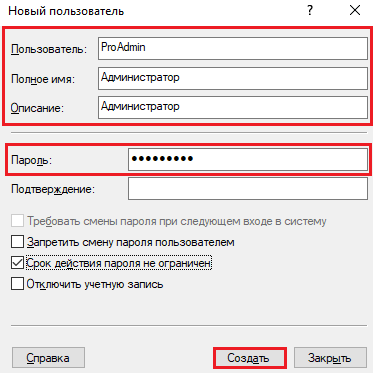 Новый пользователь
?
Пользователь: ProAdmin
Полное имя: Администратор
Описание: Администратор
Пароль: •••••••••
Подтверждение:
Требовать смены пароля при следующем входе в систему
Запретить смену пароля пользователем
Срок действия пароля не ограничен
Отключить учетную запись
Справка Создать Закрыть